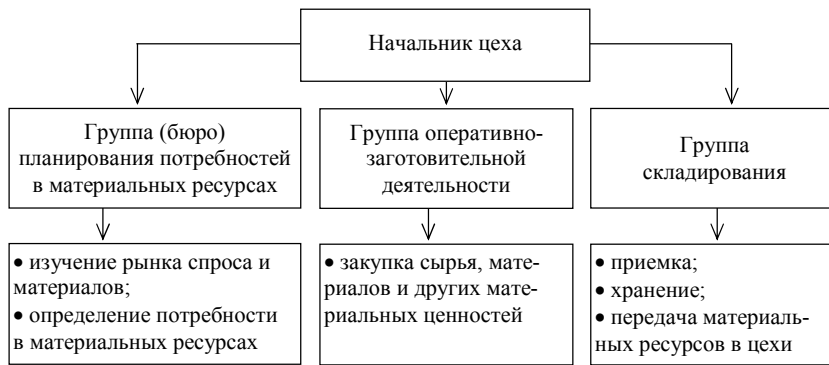 Начальник цеха
Группа (бюро)
планирования потребностей
в материальных ресурсах
Группа оперативно-
заготовительной
деятельности
Группа
складирования
• изучение рынка спроса и
материалов;
• определение потребности
в материальных ресурсах
• закупка сырья, мате-
риалов и других мате-
риальных ценностей
• приемка;
• хранение;
• передача материаль-
ных ресурсов в цехи